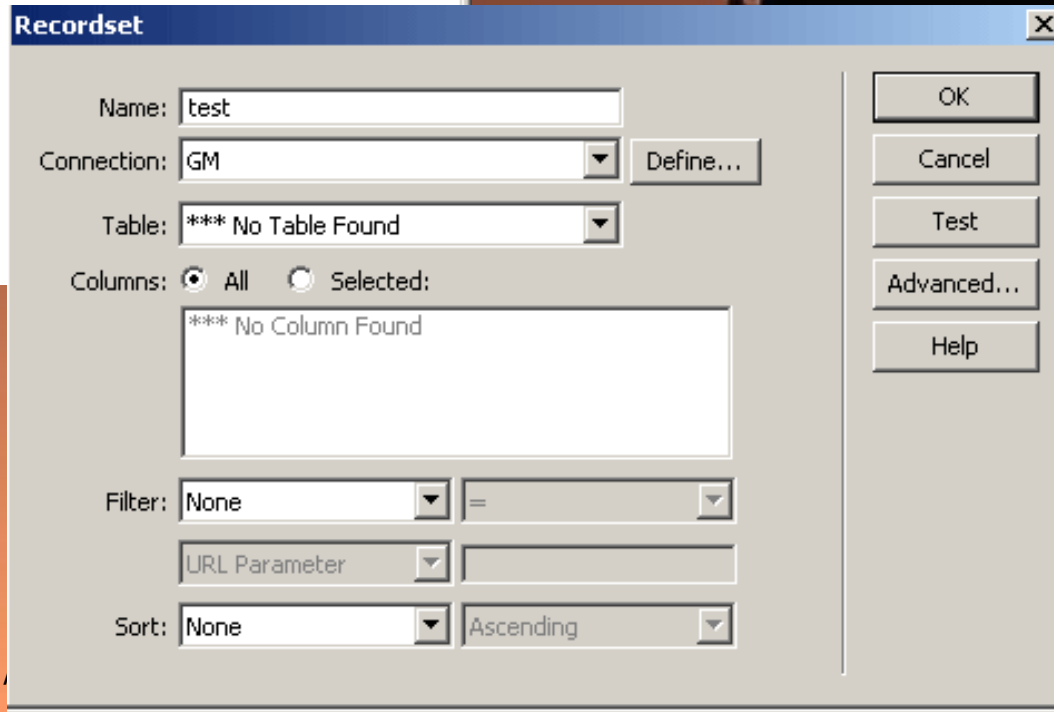 Recordset
Name: test
OK
Connection: GM Define...
Cancel
Table: *** No Table Found
Test
Columns: All Selected:
Advanced...
*** No Column Found
Help
Filter: None =
URL Parameter
Sort: None Ascending